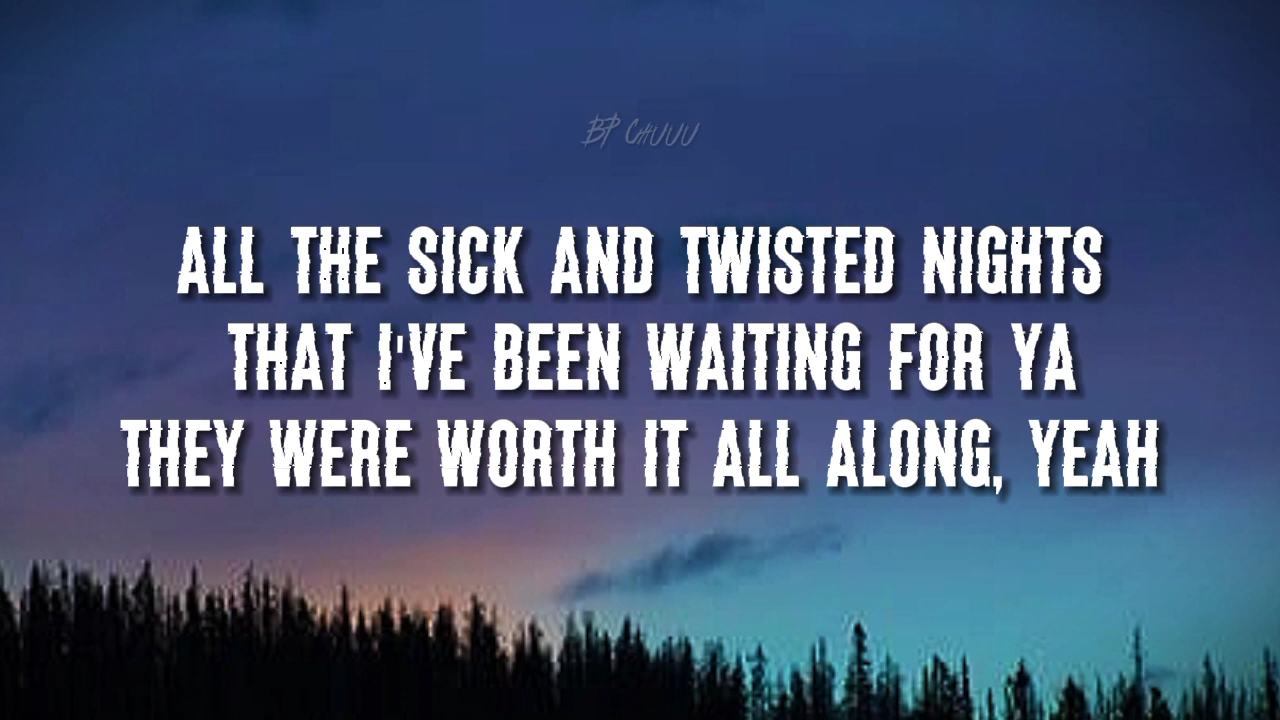 BP CHUUU
ALL THE SICK AND TWISTED NIGHTS
THAT I'VE BEEN WAITING FOR YA
THEY WERE WORTH IT ALL ALONG, YEAH